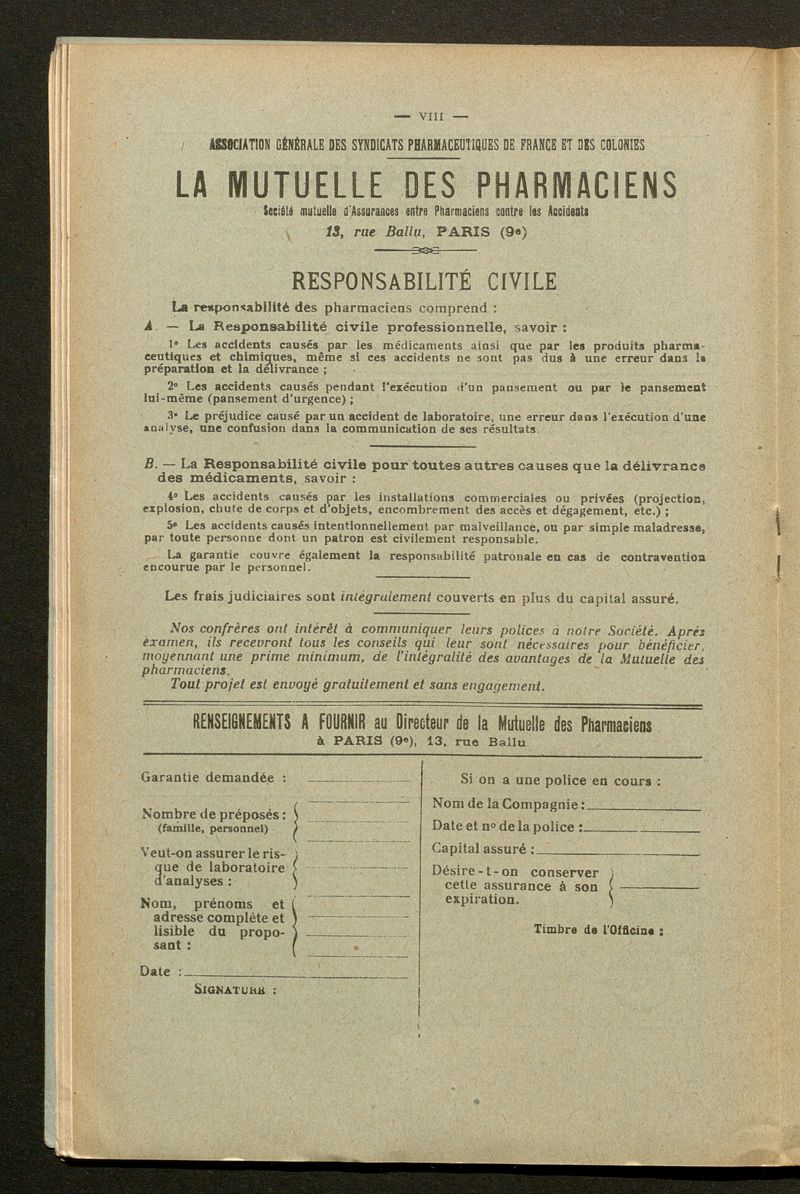 — VIII —
ASSOCIATION GÉNÉRALE DES SYNDICATS PHARMACEUTIQUES DE FRANCE ET DES COLONIES
LA MUTUELLE DES PHARMACIENS
Société mutuelle d'Assurances entre Pharmaciens contre les Accidents
13, rue Ballu, PARIS (9e)
RESPONSABILITÉ CIVILE
La responsabilité des pharmaciens comprend :
A. — La Responsabilité civile professionnelle, savoir :
1° Les accidents causés par les médicaments ainsi que par les produits pharma-
ceutiques et chimiques, même si ces accidents ne sont pas dus à une erreur dans la
préparation et la délivrance ;
2° Les accidents causés pendant l'exécution d'un pansement ou par le pansement
lui-même (pansement d'urgence) ;
3° Le préjudice causé par un accident de laboratoire, une erreur dans l'exécution d'une
analyse, une confusion dans la communication de ses résultats.
B. — La Responsabilité civile pour toutes autres causes que la délivrance
des médicaments, savoir :
4° Les accidents causés par les installations commerciales ou privées (projection,
explosion, chute de corps et d'objets, encombrement des accès et dégagement, etc.) ;
5° Les accidents causés intentionnellement par malveillance, ou par simple maladresse,
par toute personne dont un patron est civilement responsable.
La garantie couvre également la responsabilité patronale en cas de contravention
encourue par le personnel.
Les frais judiciaires sont intégralement couverts en plus du capital assuré.
Nos confrères ont intérêt à communiquer leurs polices à notre Société. Après
examen, ils recevront tous les conseils qui leur sont nécessaires pour bénéficier,
moyennant une prime minimum, de l'intégralité des avantages de la Mutuelle des
pharmaciens.
Tout projet est envoyé gratuitement et sans engagement.
RENSEIGNEMENTS A FOURNIR au Directeur de la Mutuelle des Pharmaciens
à PARIS (9e), 13, rue Ballu
Garantie demandée :
Nombre de préposés :
(famille, personnel)
Veut-on assurer le ris-
que de laboratoire
d'analyses :
Nom, prénoms et
adresse complète et
lisible du propo-
sant :
Date :
SIGNATURE :
Si on a une police en cours :
Nom de la Compagnie :
Date et n° de la police :
Capital assuré :
Désire-t-on conserver
cette assurance à son
expiration.
Timbre de l'Officine :